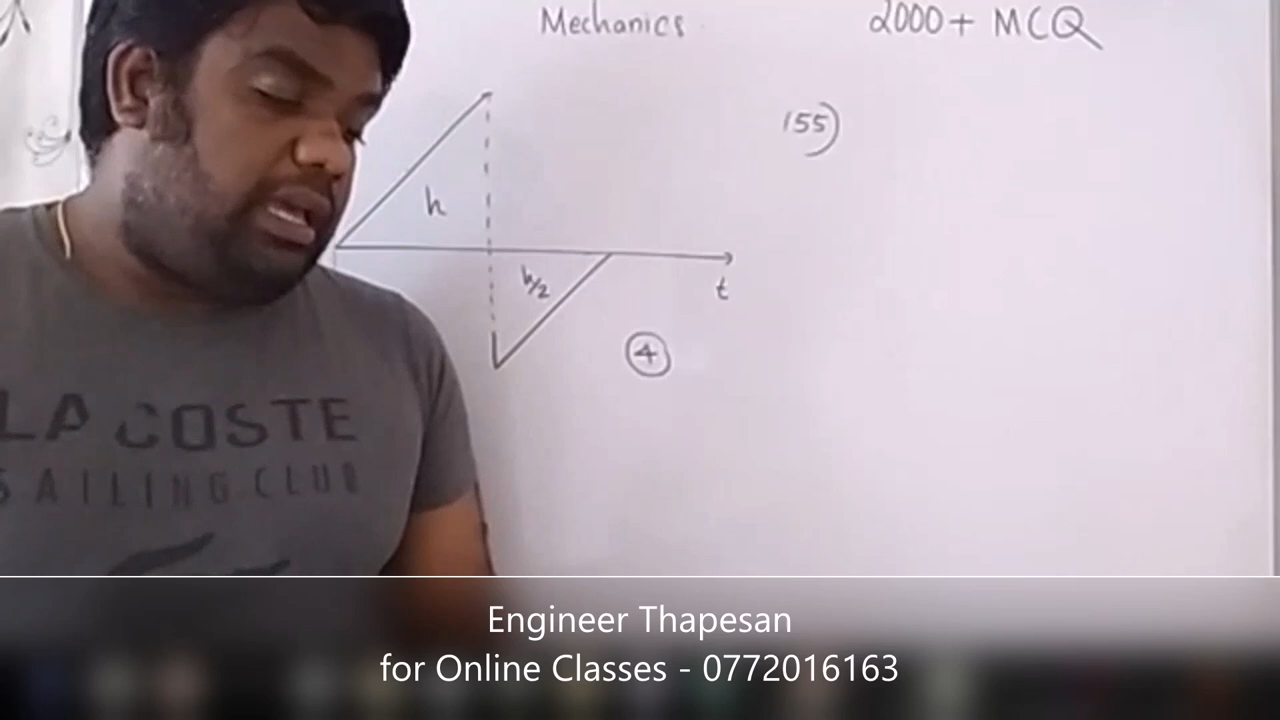 Mechanics
2000+ MCQ
155)
h
h/2
t
4
LA COSTE
SAILING CLUB
Engineer Thapesan
for Online Classes - 0772016163